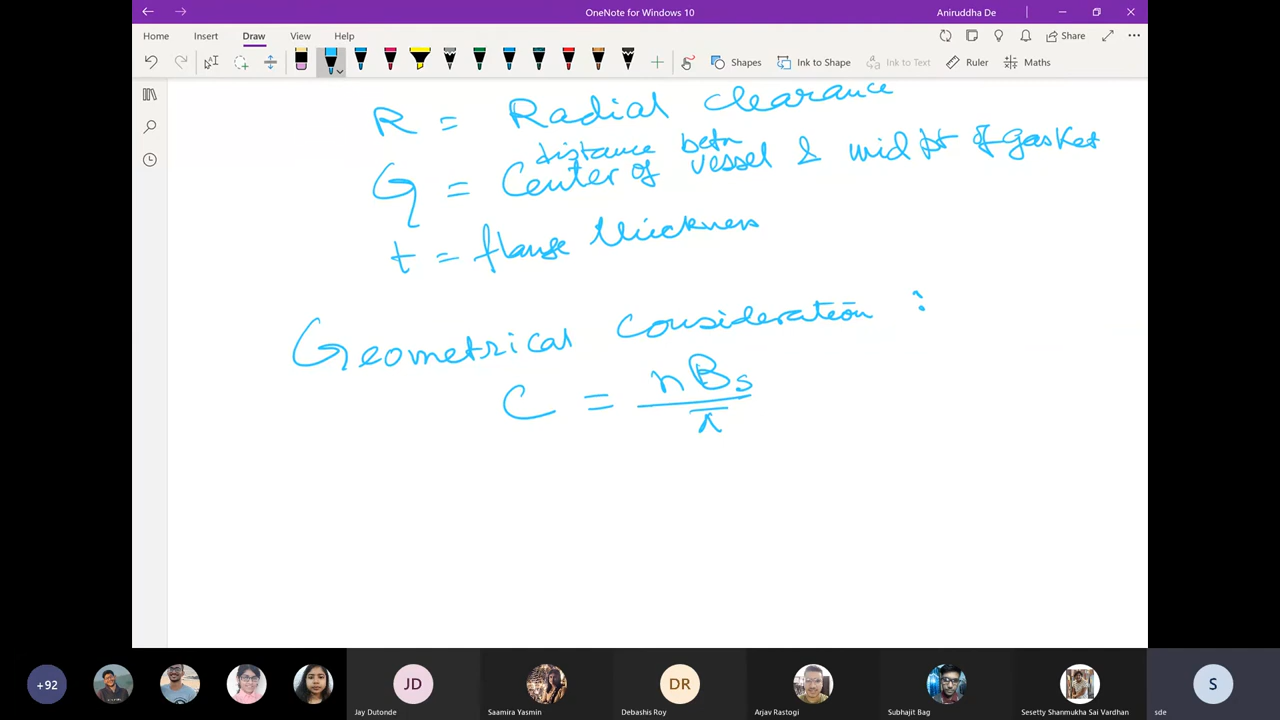 OneNote for Windows 10
Aniruddha De
Home Insert Draw View Help
Share
Shapes Ink to Shape Ink to Text Ruler Maths
R = Radial clearance
distance betn
G = Center of vessel & mid pt of gasket
t = flange thickness
Geometrical consideration :
C = nBs / π
+92
JD
DR
S
Jay Dutonde Saamira Yasmin Debashis Roy Arjav Rastogi Subhajit Bag Sesetty Shanmukha Sai Vardhan sde